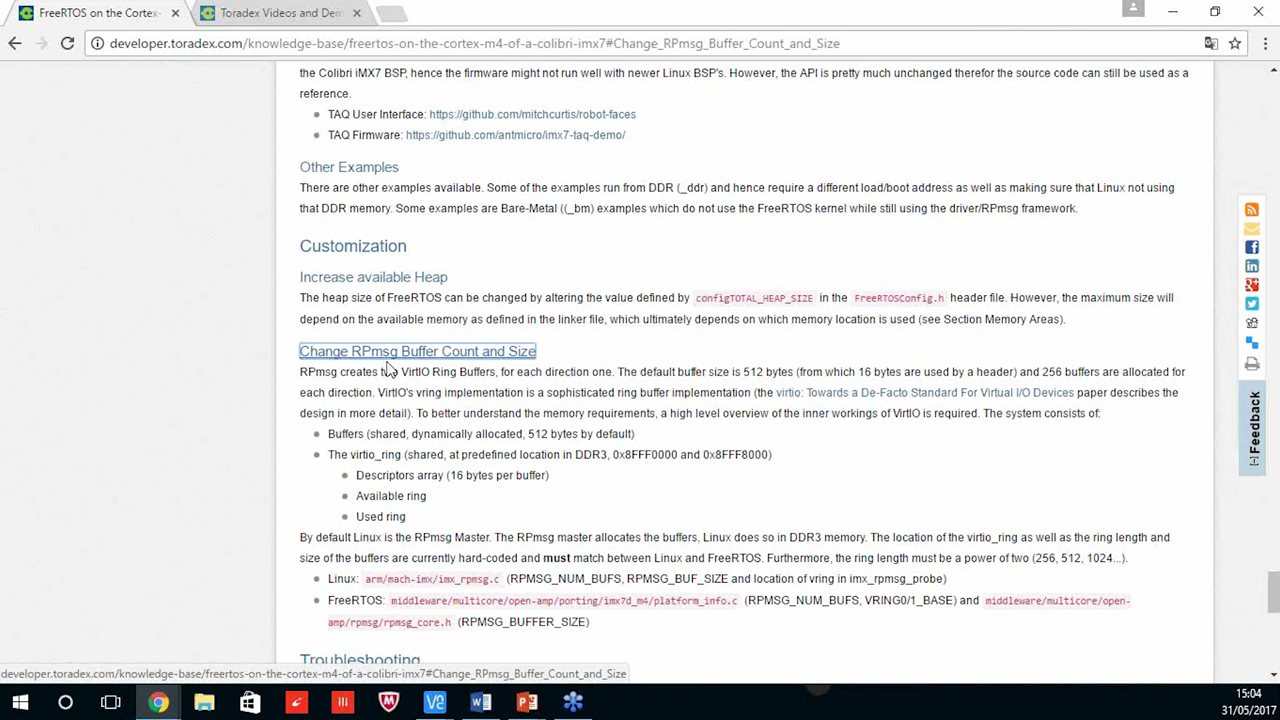 FreeRTOS on the Cortex-
Toradex Videos and Dem
developer.toradex.com/knowledge-base/freertos-on-the-cortex-m4-of-a-colibri-imx7#Change_RPmsg_Buffer_Count_and_Size
the Colibri iMX7 BSP, hence the firmware might not run well with newer Linux BSP's. However, the API is pretty much unchanged therefor the source code can still be used as a
reference.
TAQ User Interface: https://github.com/mitchcurtis/robot-faces
TAQ Firmware: https://github.com/antmicro/imx7-taq-demo/
Other Examples
There are other examples available. Some of the examples run from DDR (_ddr) and hence require a different load/boot address as well as making sure that Linux not using
that DDR memory. Some examples are Bare-Metal ((_bm) examples which do not use the FreeRTOS kernel while still using the driver/RPmsg framework.
Customization
Increase available Heap
The heap size of FreeRTOS can be changed by altering the value defined by configTOTAL_HEAP_SIZE in the FreeRTOSConfig.h header file. However, the maximum size will
depend on the available memory as defined in the linker file, which ultimately depends on which memory location is used (see Section Memory Areas).
Change RPmsg Buffer Count and Size
RPmsg creates two VirtIO Ring Buffers, for each direction one. The default buffer size is 512 bytes (from which 16 bytes are used by a header) and 256 buffers are allocated for
each direction. VirtIO's vring implementation is a sophisticated ring buffer implementation (the virtio: Towards a De-Facto Standard For Virtual I/O Devices paper describes the
design in more detail). To better understand the memory requirements, a high level overview of the inner workings of VirtIO is required. The system consists of:
Buffers (shared, dynamically allocated, 512 bytes by default)
The virtio_ring (shared, at predefined location in DDR3, 0x8FFF0000 and 0x8FFF8000)
Descriptors array (16 bytes per buffer)
Available ring
Used ring
By default Linux is the RPmsg Master. The RPmsg master allocates the buffers, Linux does so in DDR3 memory. The location of the virtio_ring as well as the ring length and
size of the buffers are currently hard-coded and must match between Linux and FreeRTOS. Furthermore, the ring length must be a power of two (256, 512, 1024...).
Linux: arm/mach-imx/imx_rpmsg.c (RPMSG_NUM_BUFS, RPMSG_BUF_SIZE and location of vring in imx_rpmsg_probe)
FreeRTOS: middleware/multicore/open-amp/porting/imx7d_m4/platform_info.c (RPMSG_NUM_BUFS, VRING0/1_BASE) and middleware/multicore/open-
amp/rpmsg/rpmsg_core.h (RPMSG_BUFFER_SIZE)
Troubleshooting
[-] Feedback
developer.toradex.com/knowledge-base/freertos-on-the-cortex-m4-of-a-colibri-imx7#Change_RPmsg_Buffer_Count_and_Size
15:04
31/05/2017